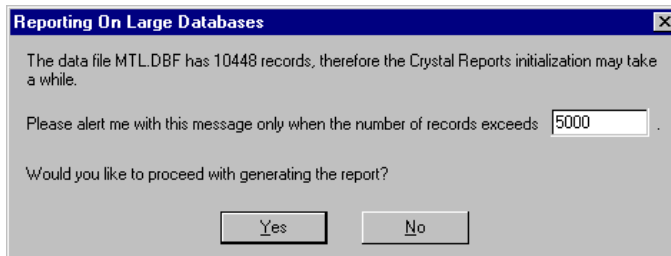 Reporting On Large Databases
The data file MTL.DBF has 10448 records, therefore the Crystal Reports initialization may take
a while.
Please alert me with this message only when the number of records exceeds 5000 .
Would you like to proceed with generating the report?
Yes No